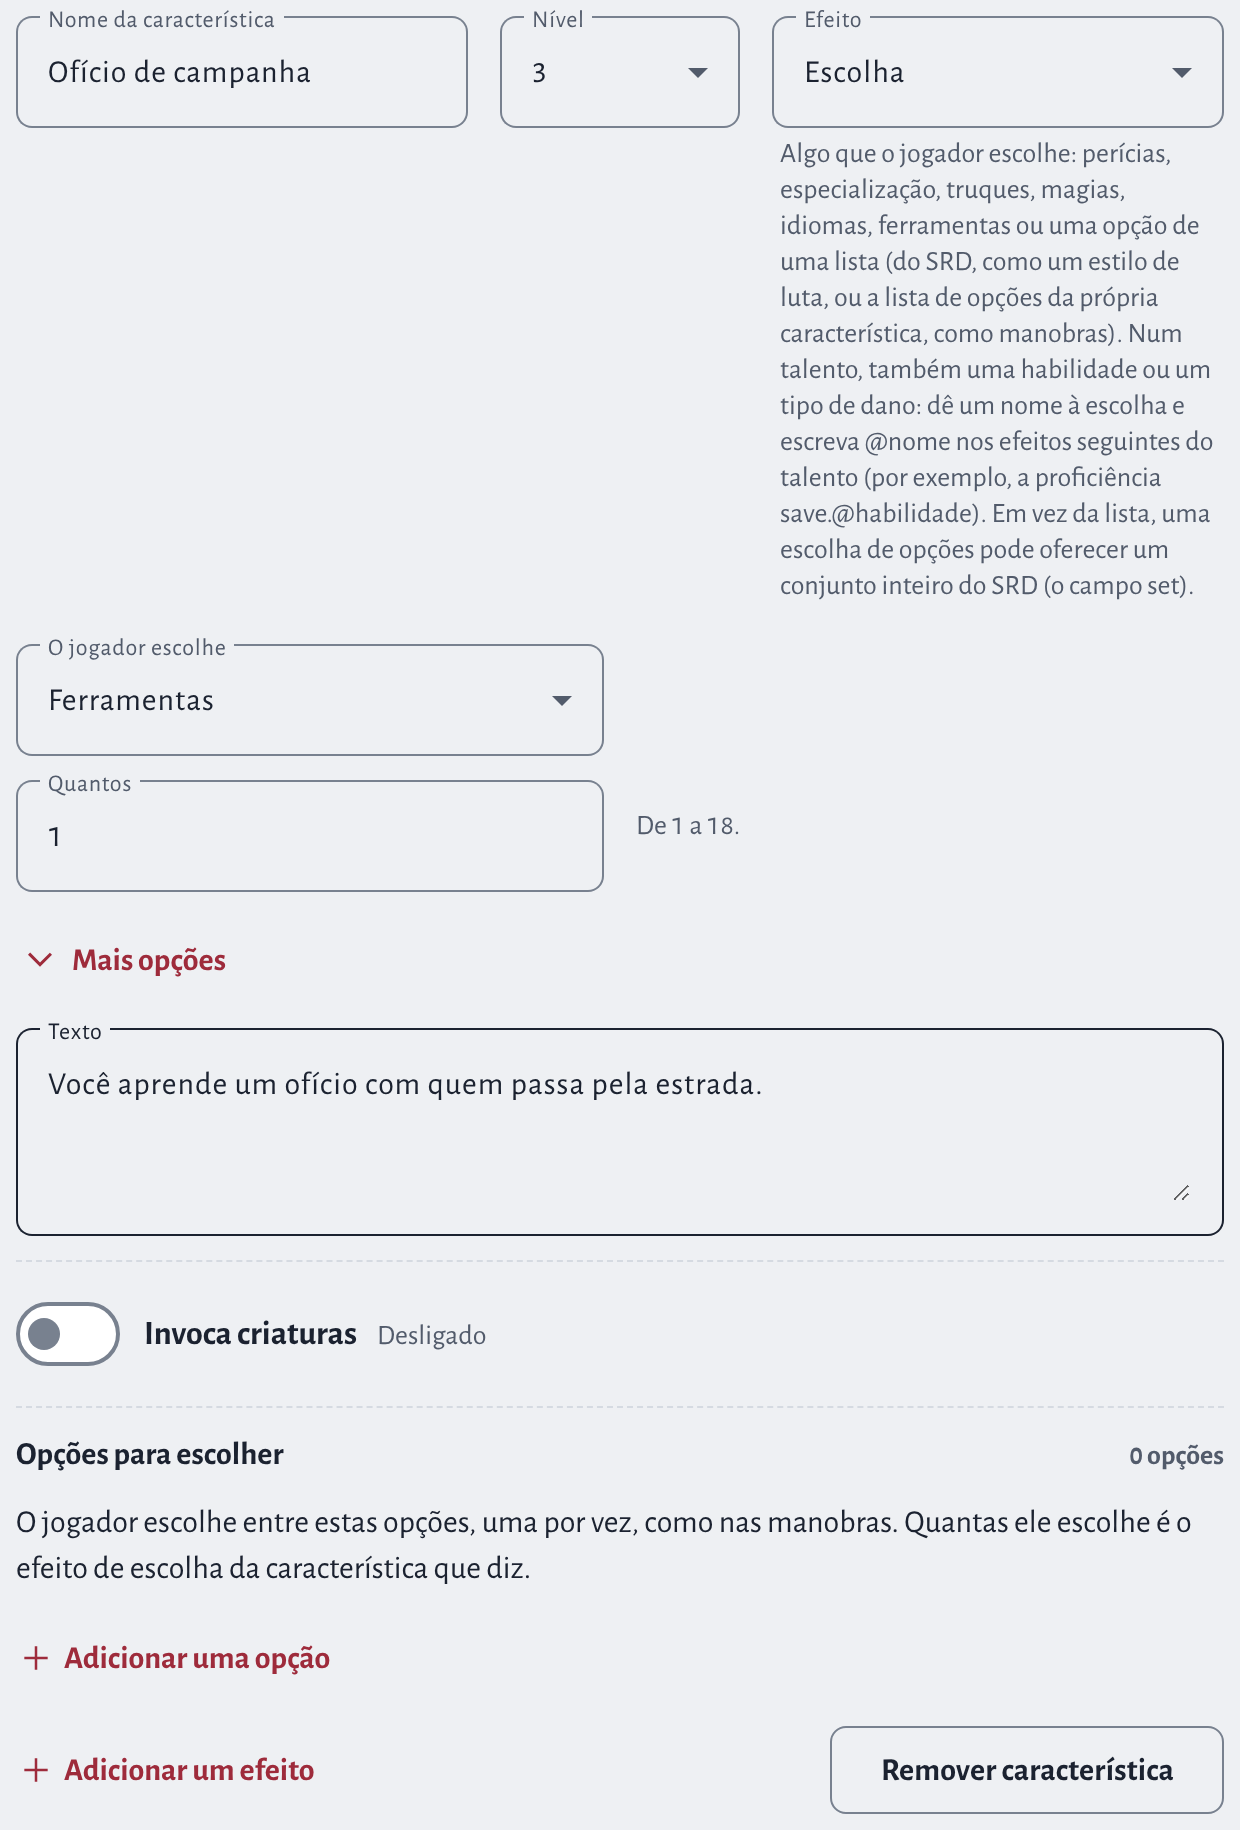 Nome da característica
Ofício de campanha
Nível
3
Efeito
Escolha
Algo que o jogador escolhe: perícias,
especialização, truques, magias,
idiomas, ferramentas ou uma opção de
uma lista (do SRD, como um estilo de
luta, ou a lista de opções da própria
característica, como manobras). Num
talento, também uma habilidade ou um
tipo de dano: dê um nome à escolha e
escreva @nome nos efeitos seguintes do
talento (por exemplo, a proficiência
save.@habilidade). Em vez da lista, uma
escolha de opções pode oferecer um
conjunto inteiro do SRD (o campo set).
O jogador escolhe
Ferramentas
Quantos
1
De 1 a 18.
Mais opções
Texto
Você aprende um ofício com quem passa pela estrada.
Invoca criaturas Desligado
Opções para escolher
0 opções
O jogador escolhe entre estas opções, uma por vez, como nas manobras. Quantas ele escolhe é o
efeito de escolha da característica que diz.
+ Adicionar uma opção
+ Adicionar um efeito
Remover característica